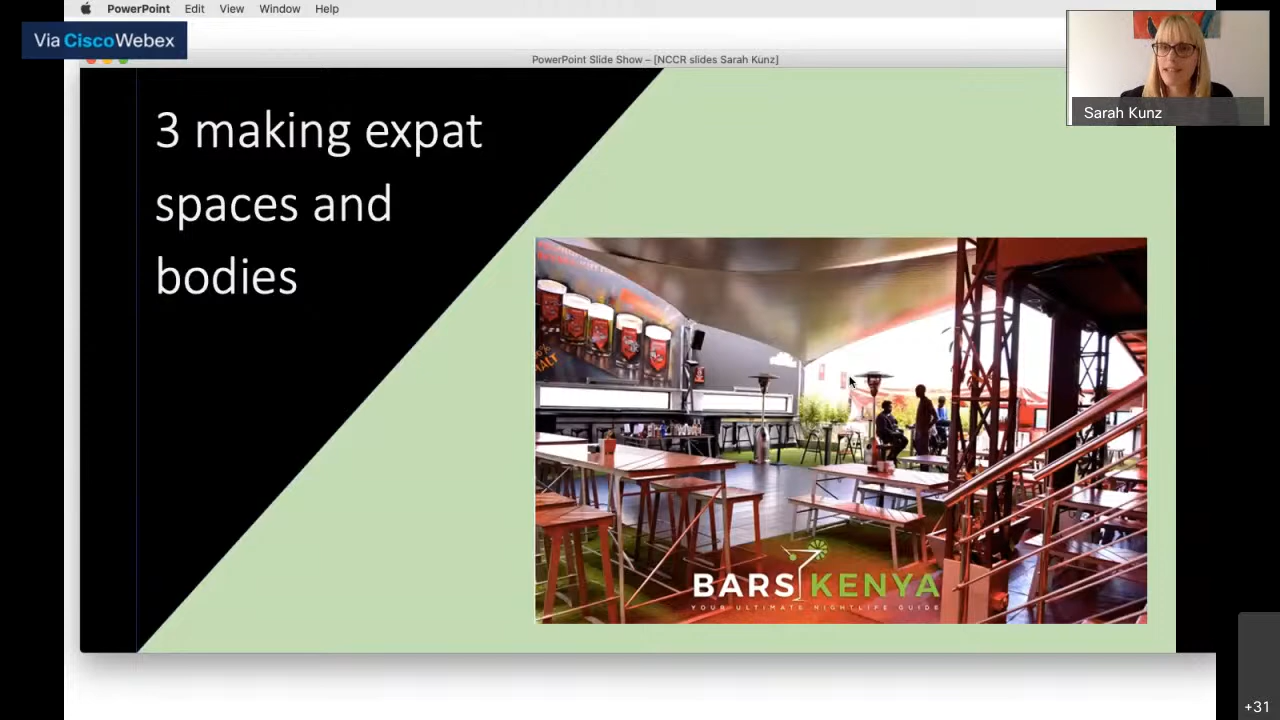 PowerPoint Edit View Window Help
Via CiscoWebex
PowerPoint Slide Show – [NCCR slides Sarah Kunz]
Sarah Kunz
3 making expat
spaces and
bodies
MALT
BARS KENYA
YOUR ULTIMATE NIGHTLIFE GUIDE
+31